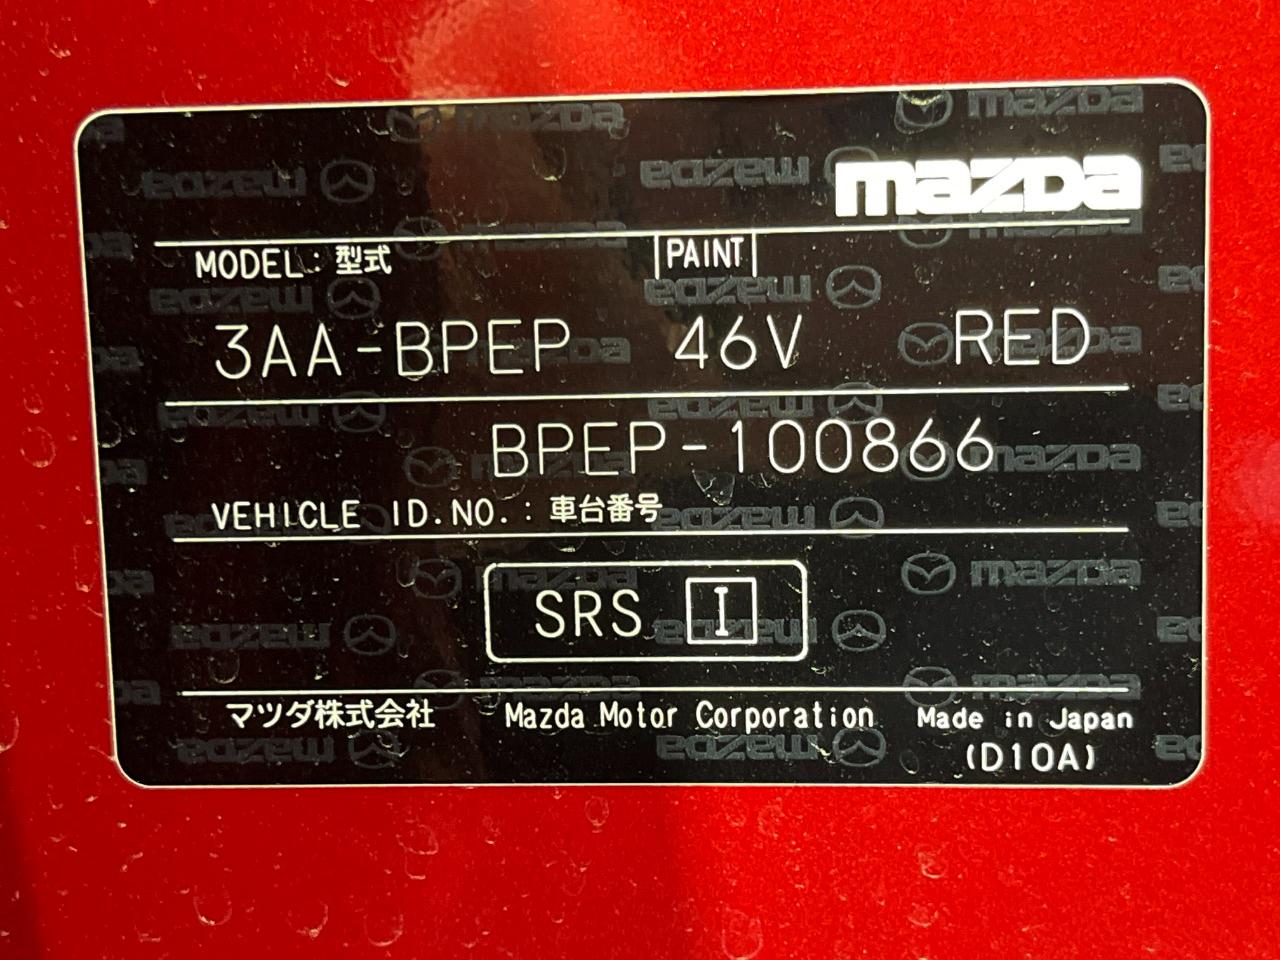 mazda
MODEL: 型式 PAINT
3AA-BPEP 46V RED
BPEP-100866
VEHICLE ID.NO.: 車台番号
SRS I
マツダ株式会社 Mazda Motor Corporation Made in Japan
(D10A)